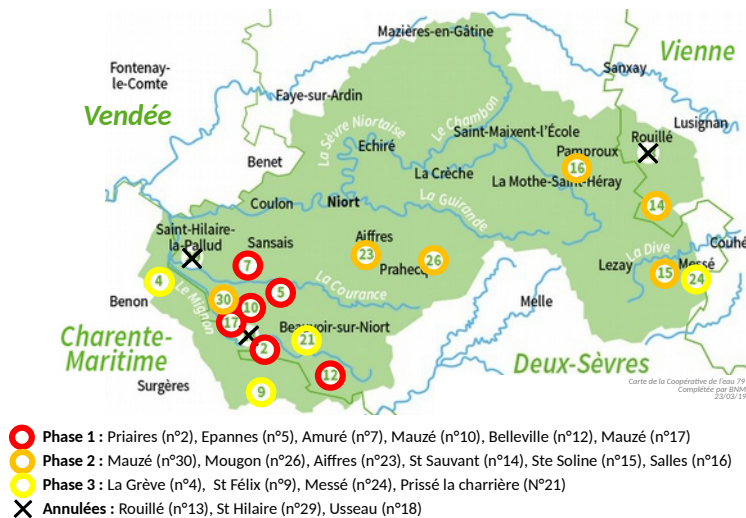 Mazières-en-Gâtine
Vienne
Fontenay-
le-Comte
Sanxay
Faye-sur-Ardin
Vendée
Le Chambon
Lusignan
La Sèvre Niortaise
Saint-Maixent-l’École
Rouillé
Echiré
Pamproux
Benet
16
La Crèche
La Mothe-Saint-Héray
La Guirande
Coulon
Niort
14
Saint-Hilaire-
la-Pallud
Sansais
Aiffres
Couhé
La Dive
23
26
Prahecq
Lezay
Messé
7
15
24
4
La Courance
5
Benon
Le Mignon
30
10
Melle
17
Beauvoir-sur-Niort
Charente-
Maritime
21
2
Deux-Sèvres
12
Surgères
9
Carte de la Coopérative de l'eau 79
Complétée par BNM
23/03/19
Phase 1 : Priaires (n°2), Epannes (n°5), Amuré (n°7), Mauzé (n°10), Belleville (n°12), Mauzé (n°17)
Phase 2 : Mauzé (n°30), Mougon (n°26), Aiffres (n°23), St Sauvant (n°14), Ste Soline (n°15), Salles (n°16)
Phase 3 : La Grève (n°4),  St Félix (n°9), Messé (n°24), Prissé la charrière (N°21)
Annulées : Rouillé (n°13), St Hilaire (n°29), Usseau (n°18)